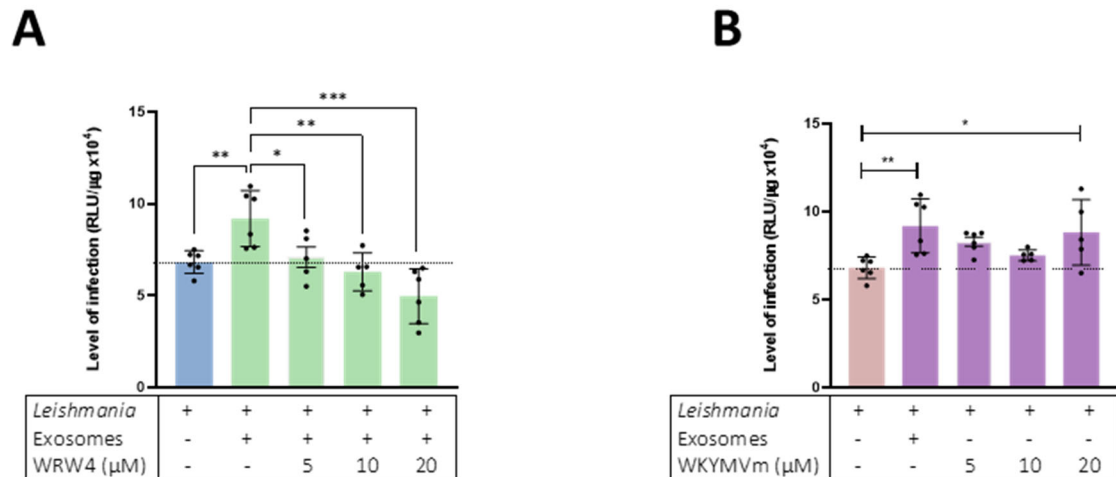 A
Level of infection (RLU/µg x10⁴)
15
10
5
0
***
**
**
*
Leishmania + + + + +
Exosomes - + + + +
WRW4 (µM) - - 5 10 20
B
Level of infection (RLU/µg x10⁴)
15
10
5
0
*
**
Leishmania + + + + +
Exosomes - + - - -
WKYMVm (µM) - - 5 10 20